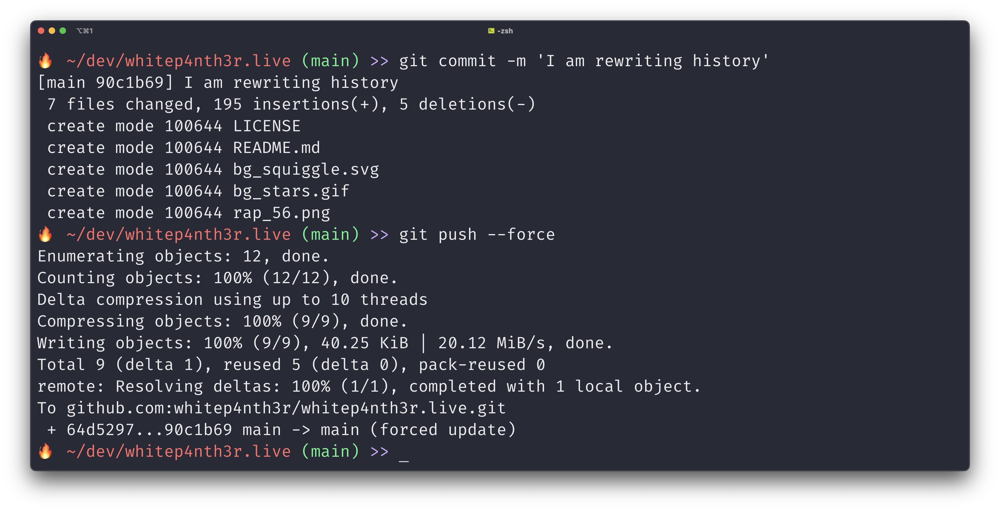 ⌥⌘1
-zsh
🔥 ~/dev/whitep4nth3r.live (main) >> git commit -m 'I am rewriting history'
[main 90c1b69] I am rewriting history
 7 files changed, 195 insertions(+), 5 deletions(-)
 create mode 100644 LICENSE
 create mode 100644 README.md
 create mode 100644 bg_squiggle.svg
 create mode 100644 bg_stars.gif
 create mode 100644 rap_56.png
🔥 ~/dev/whitep4nth3r.live (main) >> git push --force
Enumerating objects: 12, done.
Counting objects: 100% (12/12), done.
Delta compression using up to 10 threads
Compressing objects: 100% (9/9), done.
Writing objects: 100% (9/9), 40.25 KiB | 20.12 MiB/s, done.
Total 9 (delta 1), reused 5 (delta 0), pack-reused 0
remote: Resolving deltas: 100% (1/1), completed with 1 local object.
To github.com:whitep4nth3r/whitep4nth3r.live.git
 + 64d5297...90c1b69 main -> main (forced update)
🔥 ~/dev/whitep4nth3r.live (main) >> _